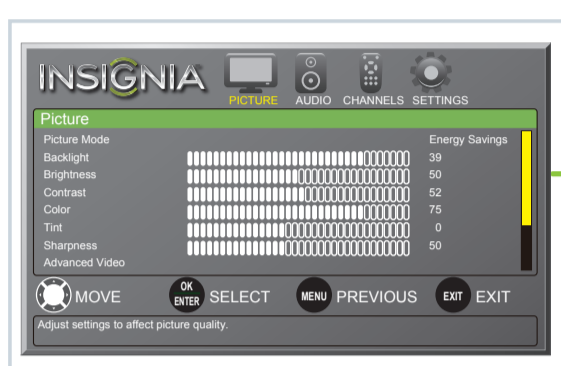 INSIGNIA
PICTURE AUDIO CHANNELS SETTINGS
Picture
Picture Mode Energy Savings
Backlight 39
Brightness 50
Contrast 52
Color 75
Tint 0
Sharpness 50
Advanced Video
MOVE OK ENTER SELECT MENU PREVIOUS EXIT EXIT
Adjust settings to affect picture quality.